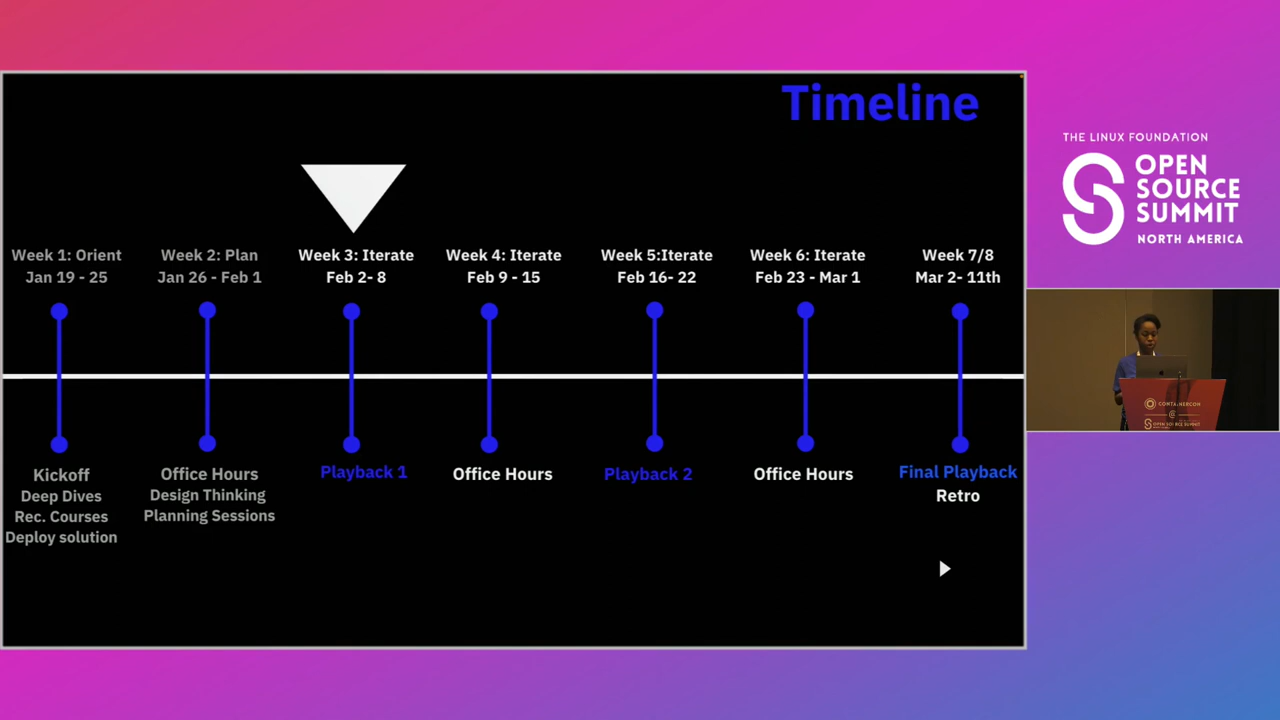 Timeline
Week 1: Orient
Jan 19 - 25
Week 2: Plan
Jan 26 - Feb 1
Week 3: Iterate
Feb 2- 8
Week 4: Iterate
Feb 9 - 15
Week 5:Iterate
Feb 16- 22
Week 6: Iterate
Feb 23 - Mar 1
Week 7/8
Mar 2- 11th
Kickoff
Deep Dives
Rec. Courses
Deploy solution
Office Hours
Design Thinking
Planning Sessions
Playback 1
Office Hours
Playback 2
Office Hours
Final Playback
Retro
THE LINUX FOUNDATION
OPEN
SOURCE
SUMMIT
NORTH AMERICA
CONTAINERCON
@
OPEN SOURCE SUMMIT